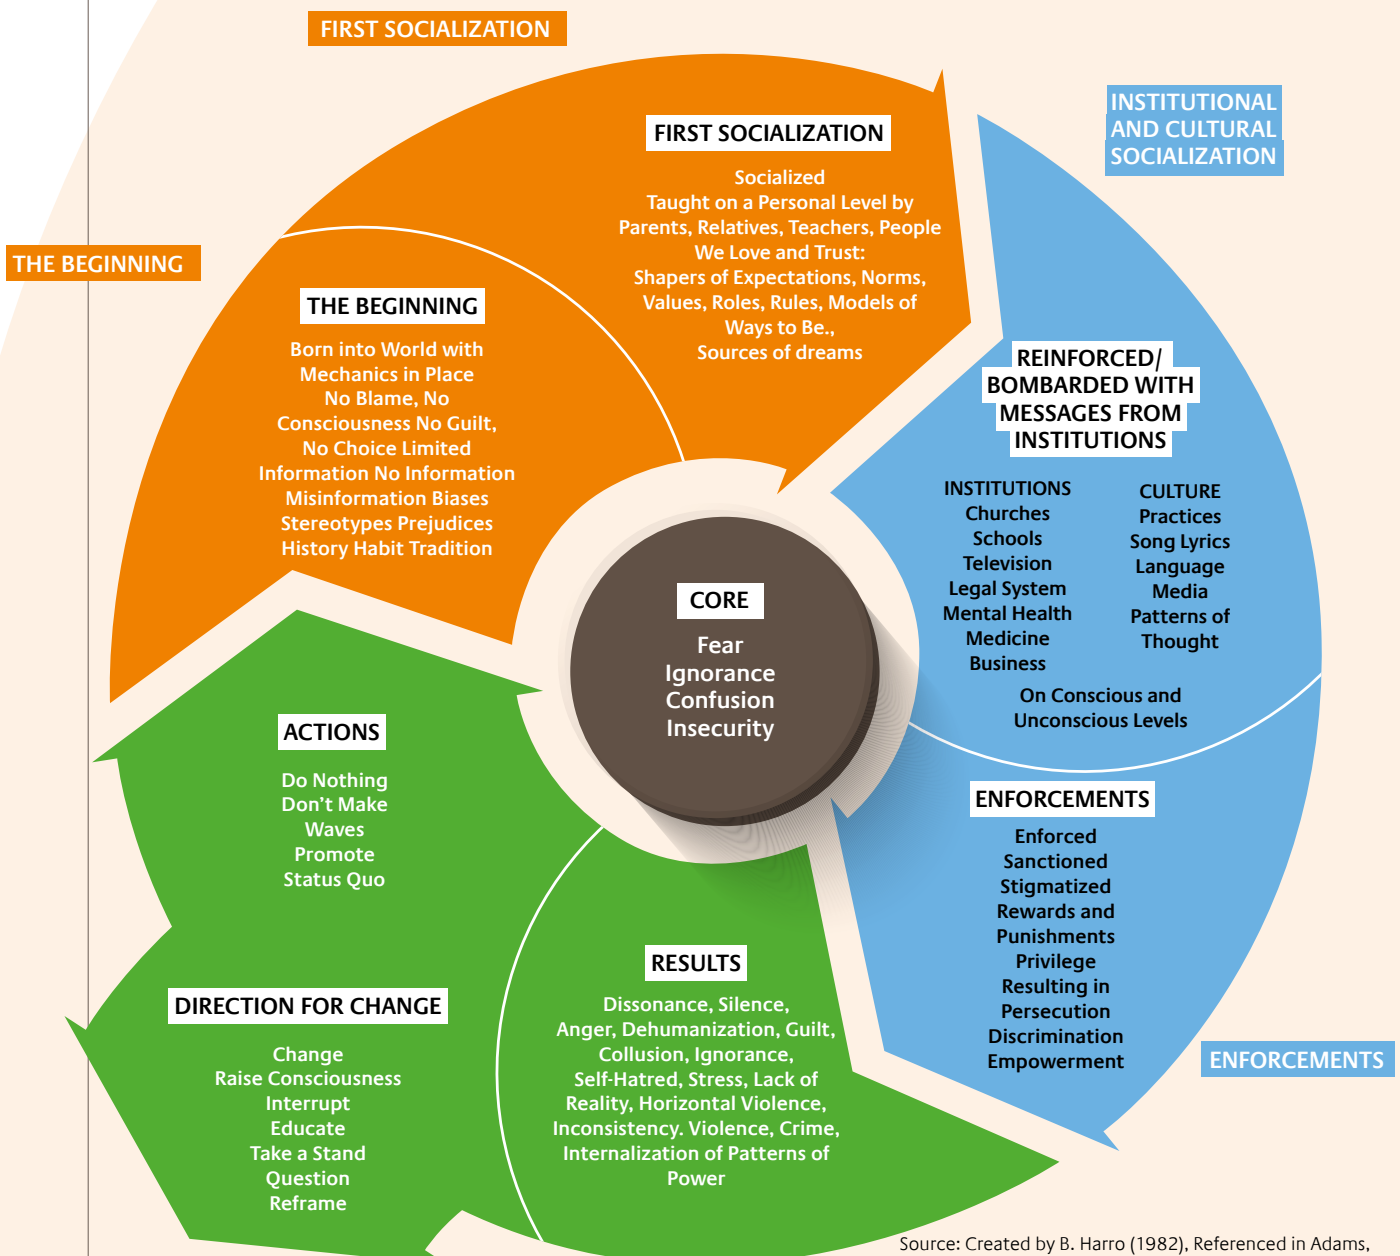 FIRST SOCIALIZATION
INSTITUTIONAL
AND CULTURAL
SOCIALIZATION
THE BEGINNING
FIRST SOCIALIZATION
Socialized
Taught on a Personal Level by
Parents, Relatives, Teachers, People
We Love and Trust:
Shapers of Expectations, Norms,
Values, Roles, Rules, Models of
Ways to Be.,
Sources of dreams
THE BEGINNING
Born into World with
Mechanics in Place
No Blame, No
Consciousness No Guilt,
No Choice Limited
Information No Information
Misinformation Biases
Stereotypes Prejudices
History Habit Tradition
REINFORCED/
BOMBARDED WITH
MESSAGES FROM
INSTITUTIONS
INSTITUTIONS
Churches
Schools
Television
Legal System
Mental Health
Medicine
Business
CULTURE
Practices
Song Lyrics
Language
Media
Patterns of
Thought
On Conscious and
Unconscious Levels
CORE
Fear
Ignorance
Confusion
Insecurity
ENFORCEMENTS
Enforced
Sanctioned
Stigmatized
Rewards and
Punishments
Privilege
Resulting in
Persecution
Discrimination
Empowerment
ENFORCEMENTS
RESULTS
Dissonance, Silence,
Anger, Dehumanization, Guilt,
Collusion, Ignorance,
Self-Hatred, Stress, Lack of
Reality, Horizontal Violence,
Inconsistency. Violence, Crime,
Internalization of Patterns of
Power
ACTIONS
Do Nothing
Don't Make
Waves
Promote
Status Quo
DIRECTION FOR CHANGE
Change
Raise Consciousness
Interrupt
Educate
Take a Stand
Question
Reframe
Source: Created by B. Harro (1982), Referenced in Adams,